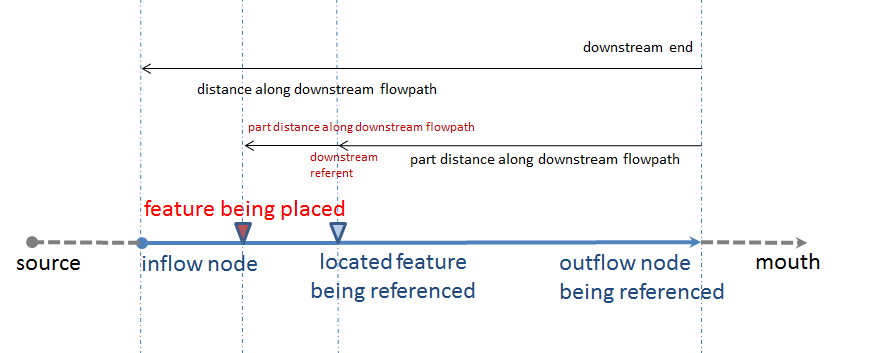 downstream end
distance along downstream flowpath
part distance along downstream flowpath
downstream
referent
part distance along downstream flowpath
feature being placed
source
inflow node
located feature
being referenced
outflow node
being referenced
mouth